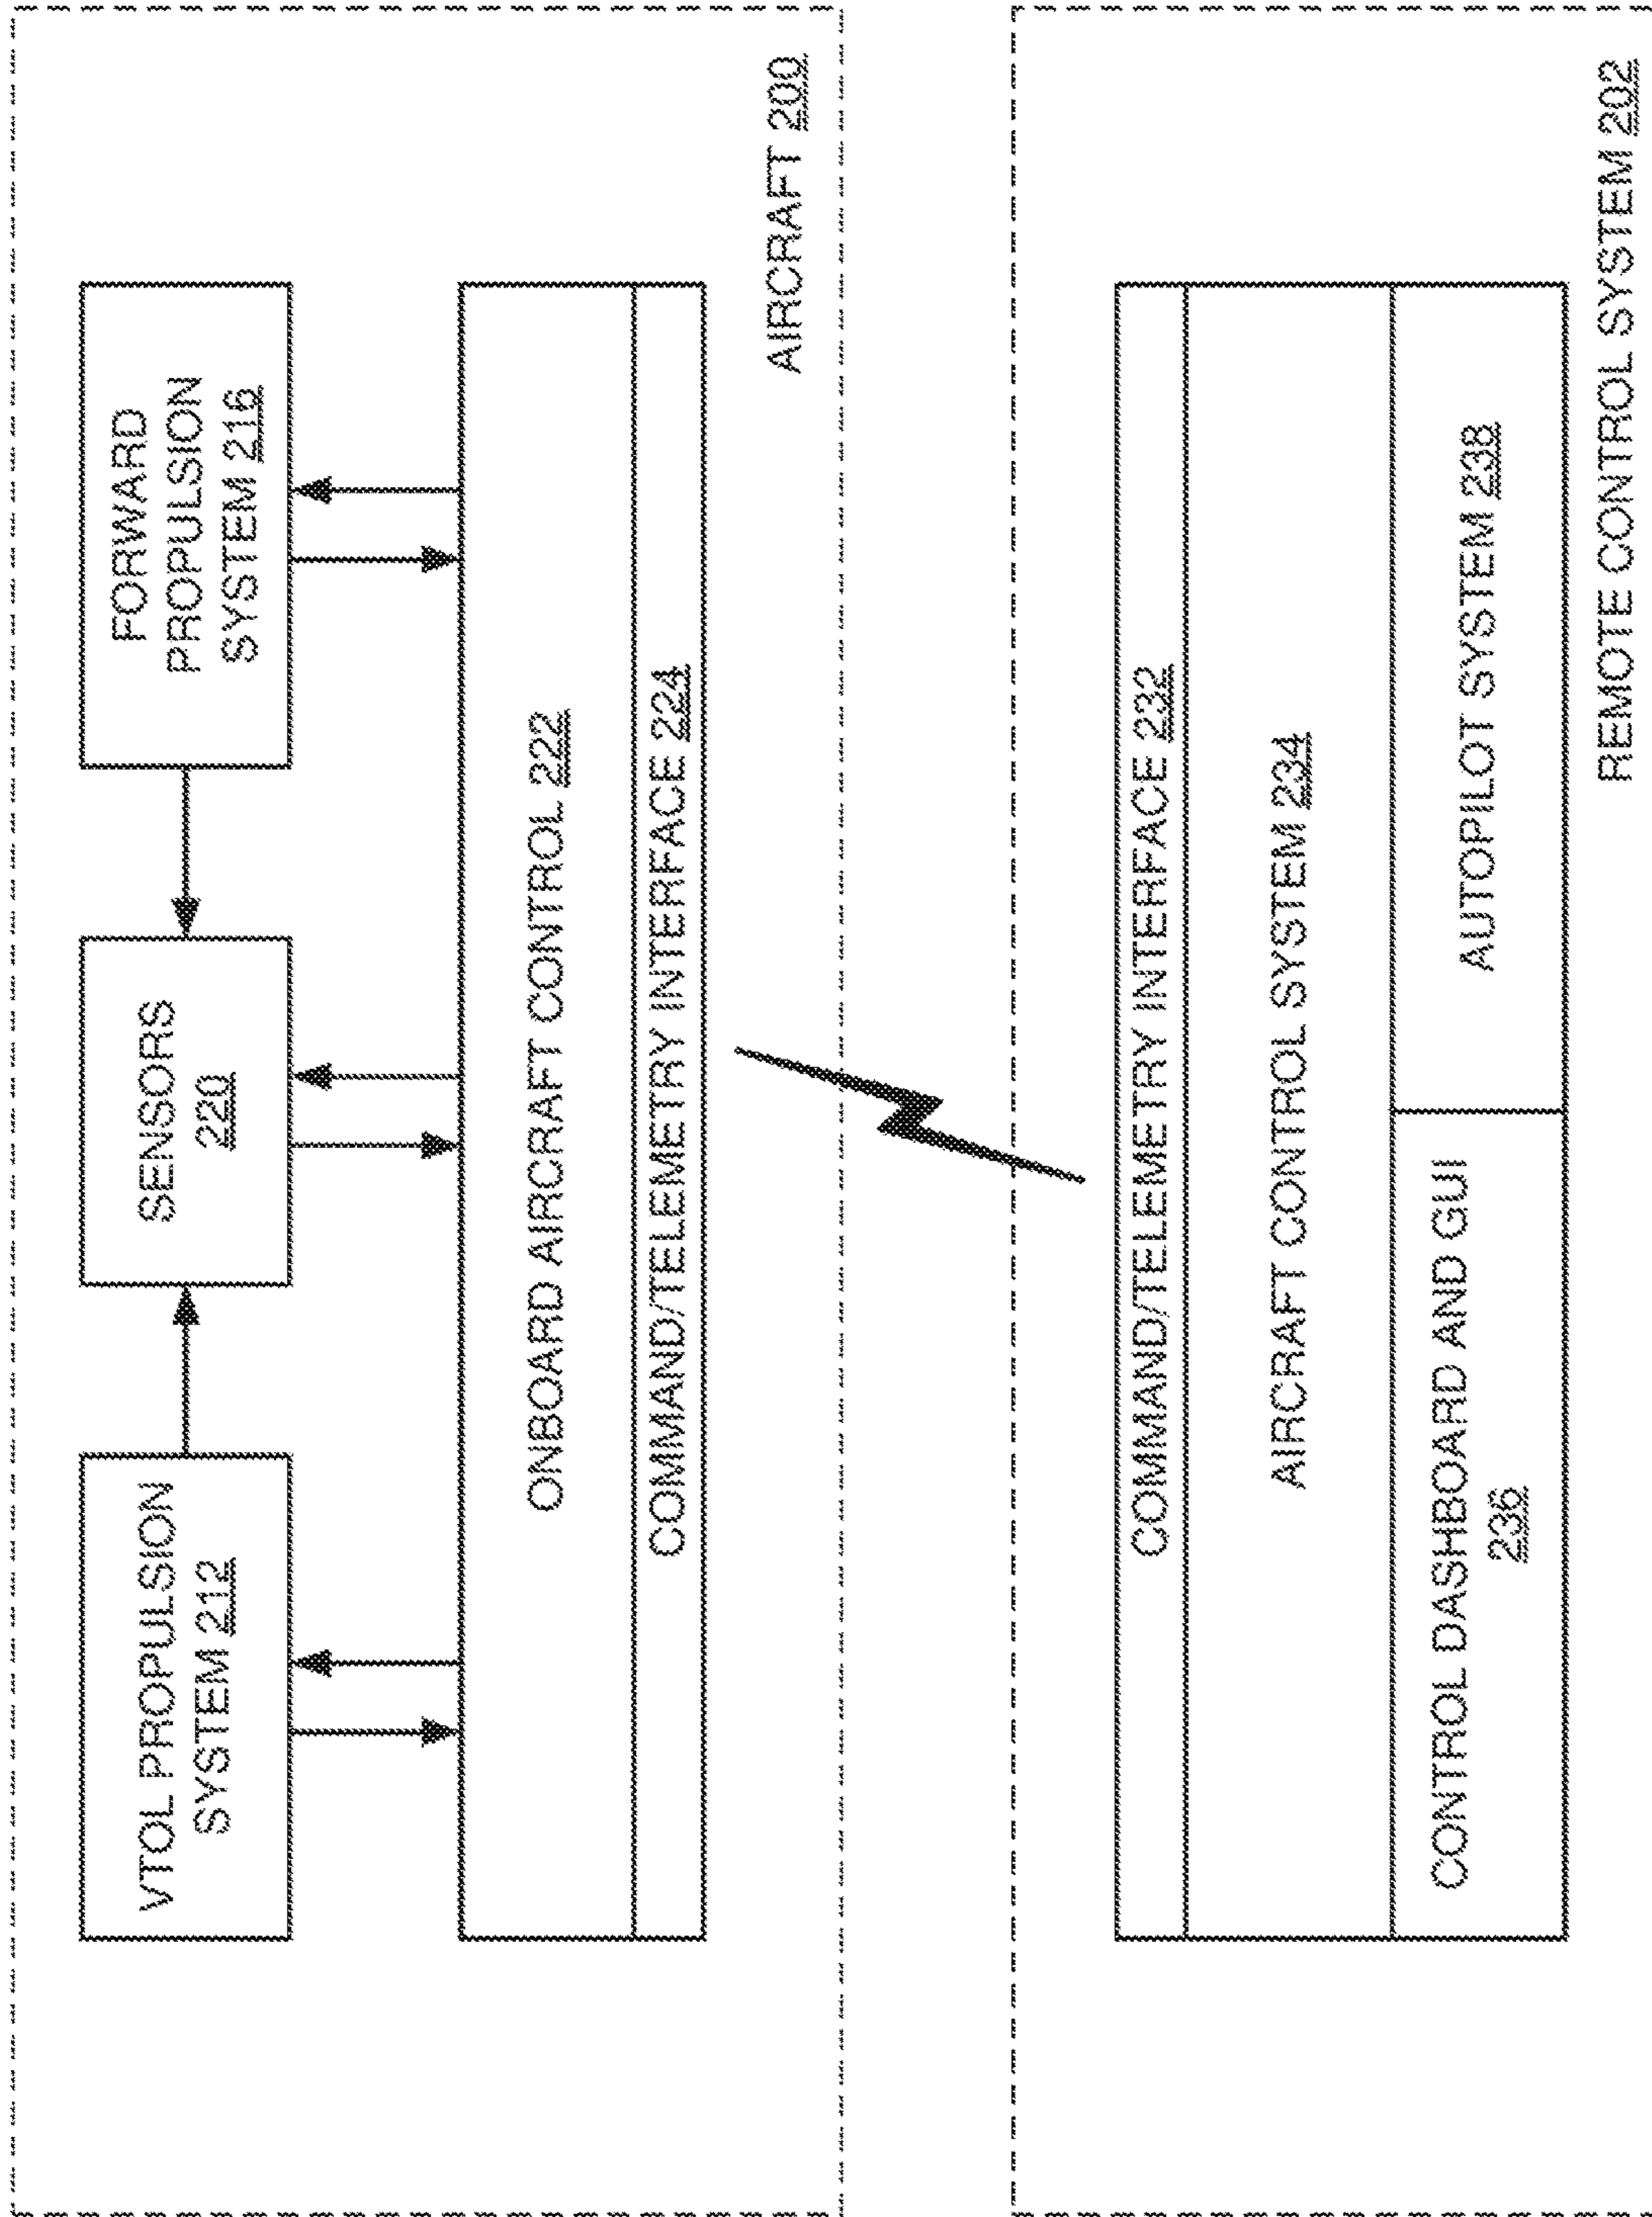 VTOL PROPULSION
SYSTEM 212
SENSORS
220
FORWARD
PROPULSION
SYSTEM 216
ONBOARD AIRCRAFT CONTROL 222
COMMAND/TELEMETRY INTERFACE 224
AIRCRAFT 200
COMMAND/TELEMETRY INTERFACE 232
AIRCRAFT CONTROL SYSTEM 234
CONTROL DASHBOARD AND GUI
236
AUTOPILOT SYSTEM 238
REMOTE CONTROL SYSTEM 202